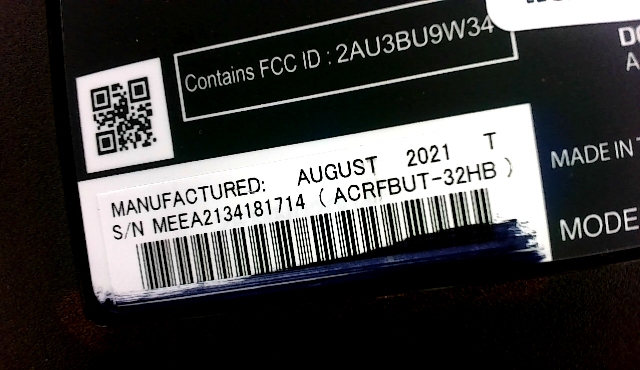 Contains FCC ID : 2AU3BU9W34
MANUFACTURED: AUGUST 2021 T
S/N MEEA2134181714 ( ACRFBUT-32HB )
MADE IN
MODE